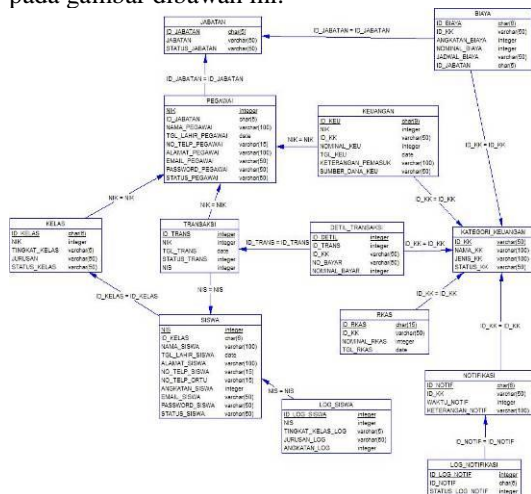 pada gambar dibawah ini:
JABATAN
ID_JABATAN char(5)
JABATAN varchar(50)
STATUS_JABATAN varchar(50)
ID_JABATAN = ID_JABATAN
BIAYA
ID_BIAYA char(5)
ID_KK varchar(50)
ANGKATAN_BIAYA integer
NOMINAL_BIAYA integer
JADWAL_BIAYA varchar(50)
ID_JABATAN char(5)
ID_JABATAN = ID_JABATAN
PEGAWAI
NIK integer
ID_JABATAN char(5)
NAMA_PEGAWAI varchar(100)
TGL_LAHIR_PEGAWAI date
NO_TELP_PEGAWAI varchar(15)
ALAMAT_PEGAWAI varchar(100)
EMAIL_PEGAWAI varchar(50)
PASSWORD_PEGAWAI varchar(50)
STATUS_PEGAWAI varchar(50)
NIK = NIK
KEUANGAN
ID_KEU char(5)
NIK integer
ID_KK varchar(50)
NOMINAL_KEU integer
TGL_KEU date
KETERANGAN_PEMASUK varchar(100)
SUMBER_DANA_KEU varchar(50)
ID_KK = ID_KK
ID_KK = ID_KK
NIK = NIK
NIK = NIK
KELAS
ID_KELAS char(5)
NIK integer
TINGKAT_KELAS varchar(5)
JURUSAN varchar(50)
STATUS_KELAS varchar(50)
TRANSAKSI
ID_TRANS integer
NIK integer
TGL_TRANS date
STATUS_TRANS integer
NIS integer
ID_TRANS = ID_TRANS
DETIL_TRANSAKSI
ID_DETIL integer
ID_TRANS integer
ID_KK varchar(50)
NO_BAYAR varchar(50)
NOMINAL_BAYAR integer
ID_KK = ID_KK
KATEGORI_KEUANGAN
ID_KK varchar(50)
NAMA_KK varchar(100)
JENIS_KK varchar(50)
STATUS_KK varchar(50)
ID_KELAS = ID_KELAS
NIS = NIS
ID_KK = ID_KK
ID_KK = ID_KK
SISWA
NIS integer
ID_KELAS char(5)
NAMA_SISWA varchar(100)
TGL_LAHIR_SISWA date
ALAMAT_SISWA varchar(100)
NO_TELP_SISWA varchar(15)
NO_TELP_ORTU varchar(15)
ANGKATAN_SISWA integer
EMAIL_SISWA varchar(50)
PASSWORD_SISWA varchar(50)
STATUS_SISWA varchar(50)
RKAS
ID_RKAS char(15)
ID_KK varchar(50)
NOMINAL_RKAS integer
TGL_RKAS date
NIS = NIS
LOG_SISWA
ID_LOG_SISWA integer
NIS integer
TINGKAT_KELAS_LOG varchar(5)
JURUSAN_LOG varchar(50)
ANGKATAN_LOG integer
NOTIFIKASI
ID_NOTIF char(5)
ID_KK varchar(50)
WAKTU_NOTIF integer
KETERANGAN_NOTIF varchar(100)
ID_NOTIF = ID_NOTIF
LOG_NOTIFIKASI
ID_LOG_NOTIF integer
ID_NOTIF char(5)
STATUS_LOG_NOTIF integer